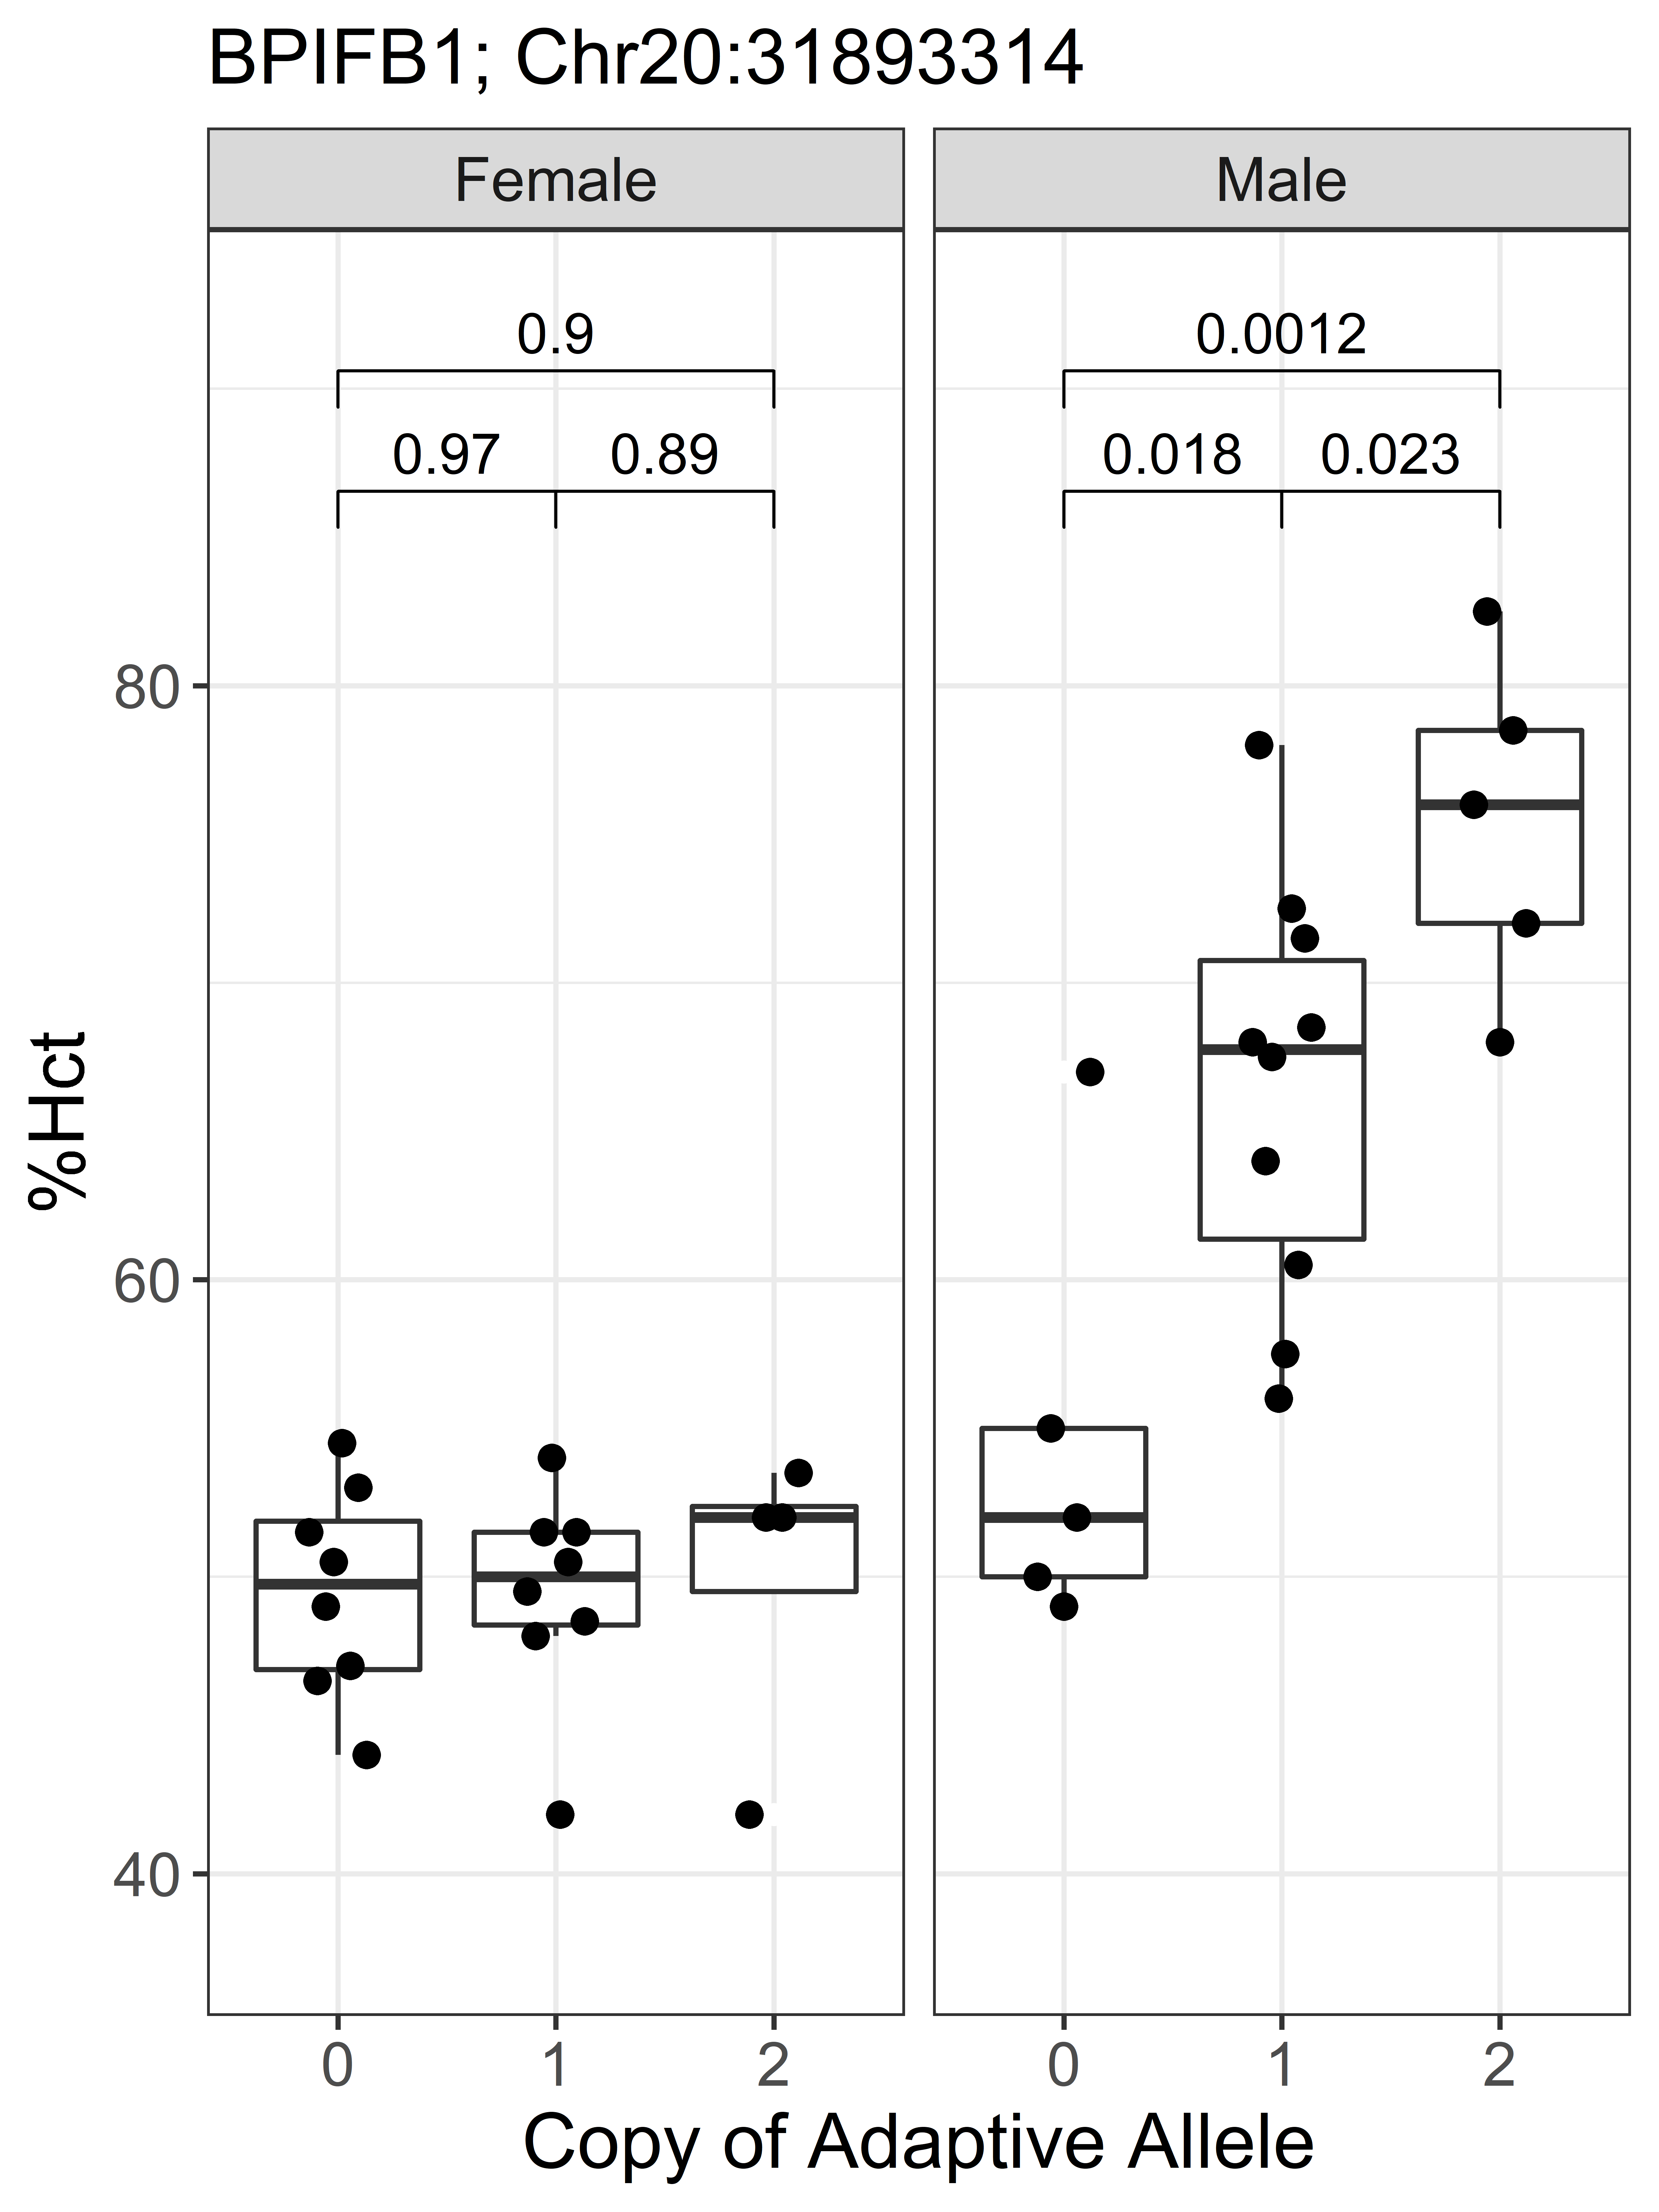 BPIFB1; Chr20:31893314
Female Male
0.9 0.0012
0.97 0.89 0.018 0.023
80
60
40
%Hct
0 1 2 0 1 2
Copy of Adaptive Allele